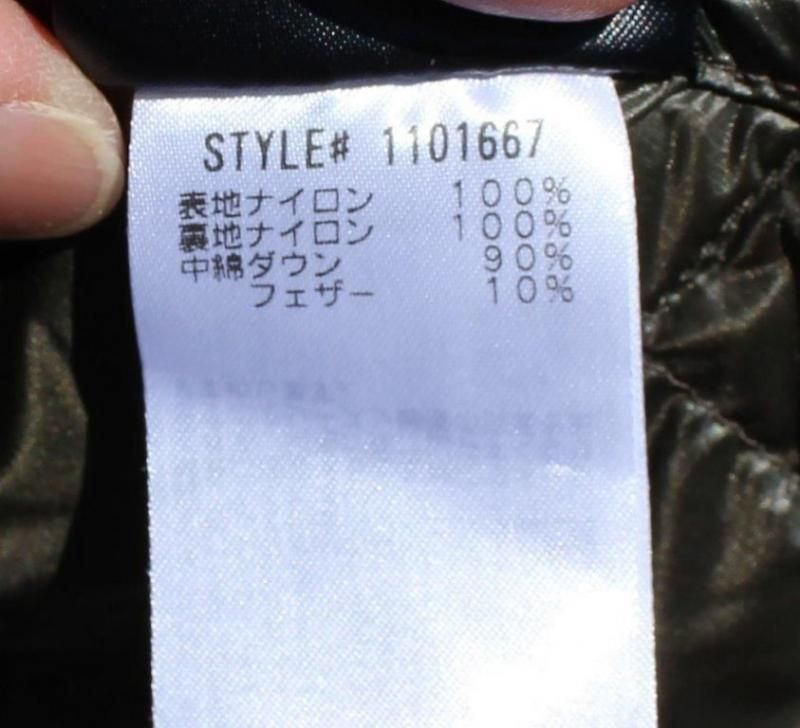 STYLE# 1101667
表地ナイロン 100%
裏地ナイロン 100%
中綿ダウン 90%
フェザー 10%